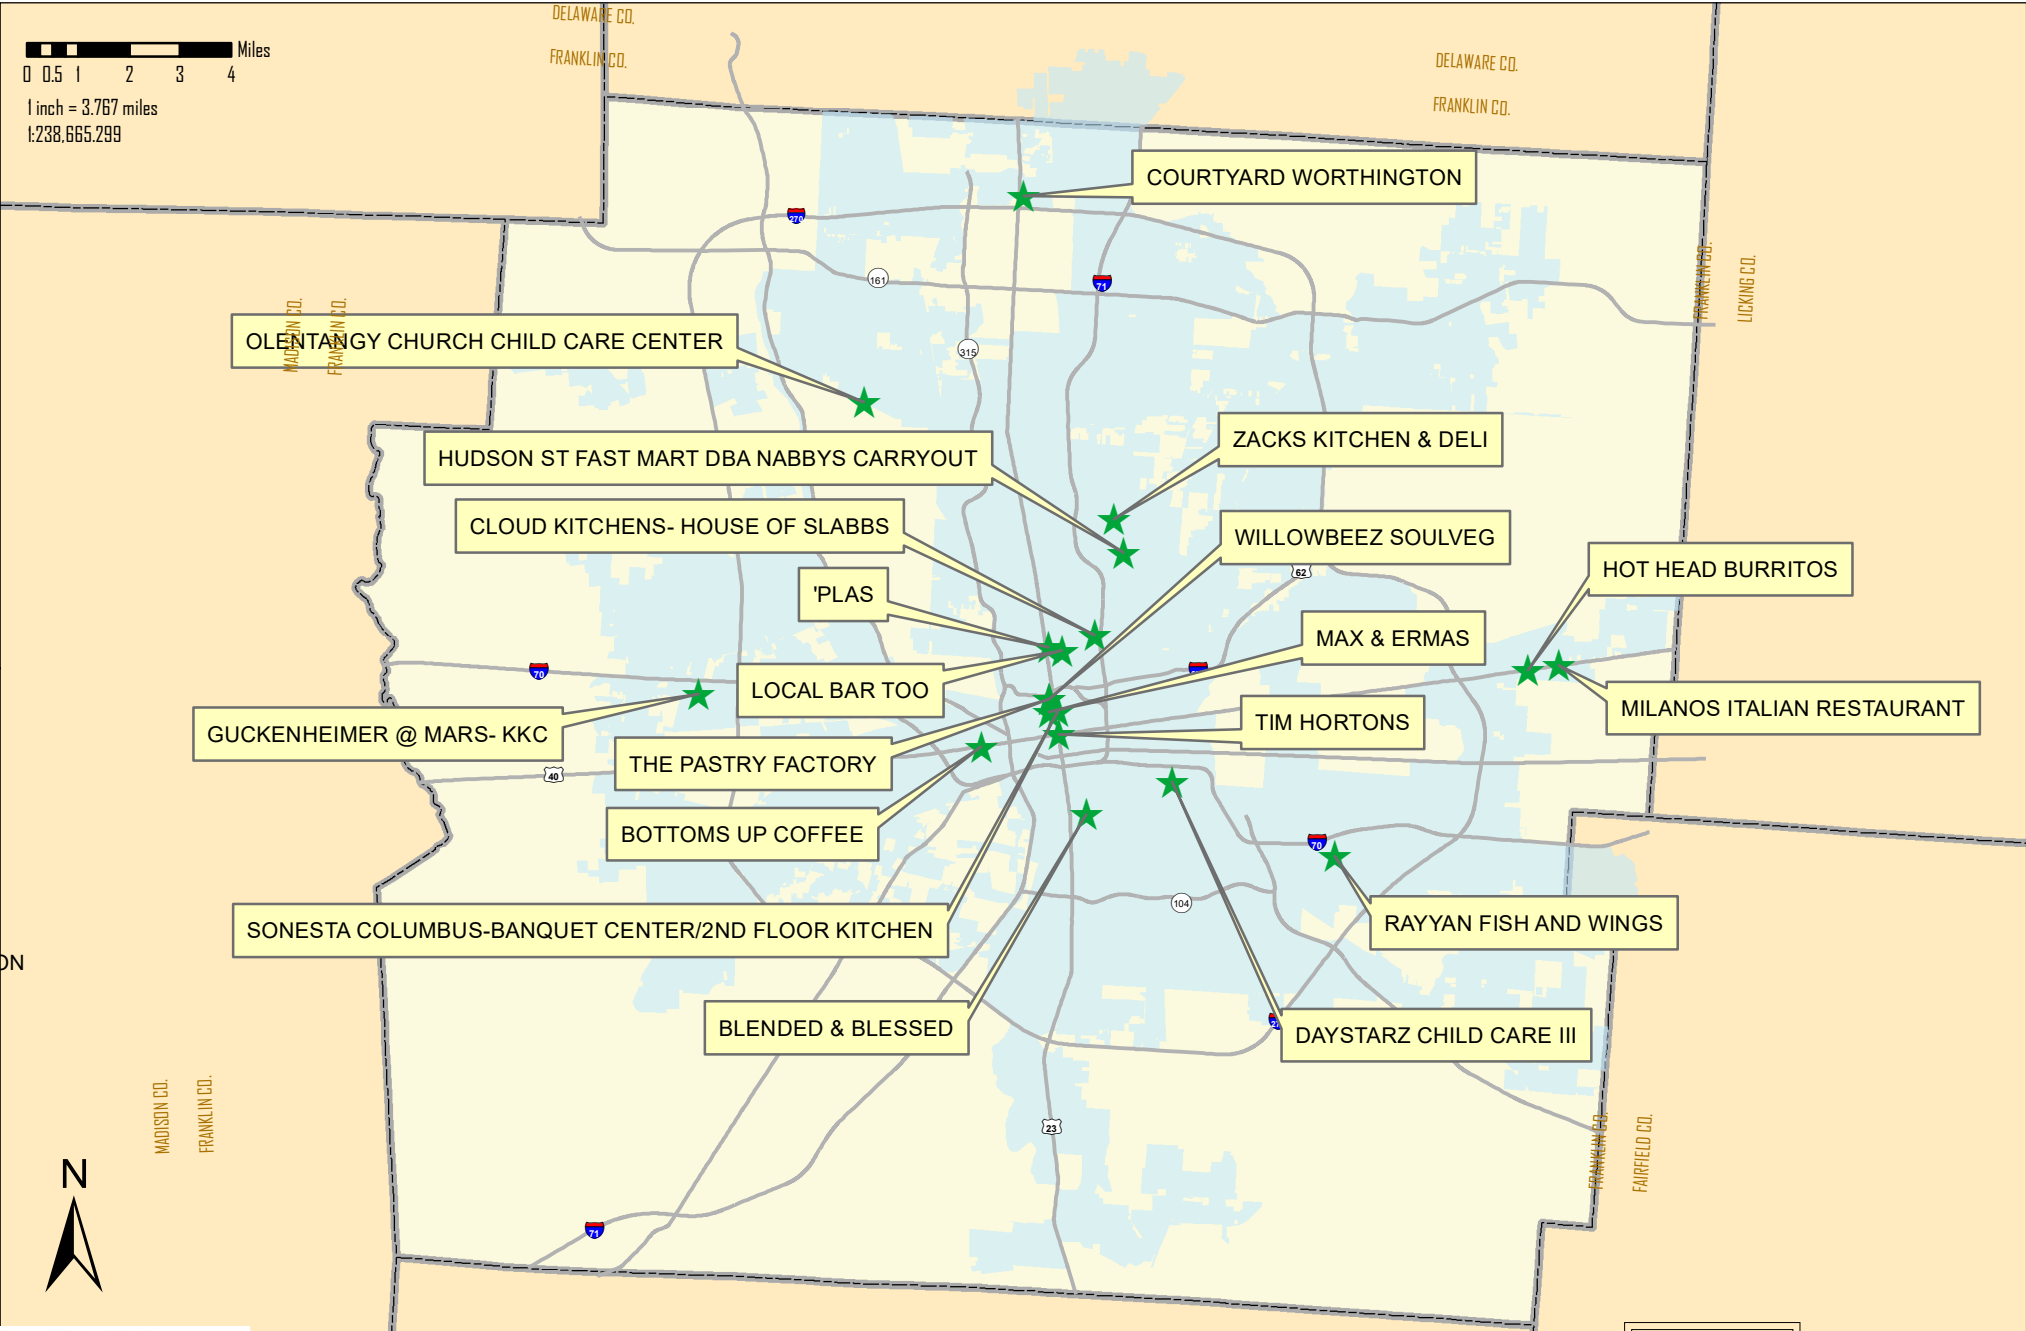 DELAWARE CO.
FRANKLIN CO.
Miles
0 0.5 1 2 3 4
1 inch = 3.767 miles
1:238,665.299
DELAWARE CO.
FRANKLIN CO.
COURTYARD WORTHINGTON
270
161
71
FRANKLIN CO.
LICKING CO.
MADISON CO.
FRANKLIN CO.
OLENTANGY CHURCH CHILD CARE CENTER
315
ZACKS KITCHEN & DELI
HUDSON ST FAST MART DBA NABBYS CARRYOUT
CLOUD KITCHENS- HOUSE OF SLABBS
WILLOWBEEZ SOULVEG
62
HOT HEAD BURRITOS
'PLAS
MAX & ERMAS
70
LOCAL BAR TOO
MILANOS ITALIAN RESTAURANT
TIM HORTONS
GUCKENHEIMER @ MARS- KKC
THE PASTRY FACTORY
40
BOTTOMS UP COFFEE
70
104
RAYYAN FISH AND WINGS
SONESTA COLUMBUS-BANQUET CENTER/2ND FLOOR KITCHEN
ON
BLENDED & BLESSED
DAYSTARZ CHILD CARE III
MADISON CO.
FRANKLIN CO.
23
FRANKLIN CO.
FAIRFIELD CO.
N
71